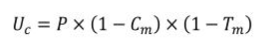 U_c = P × (1 − C_m) × (1 − T_m)